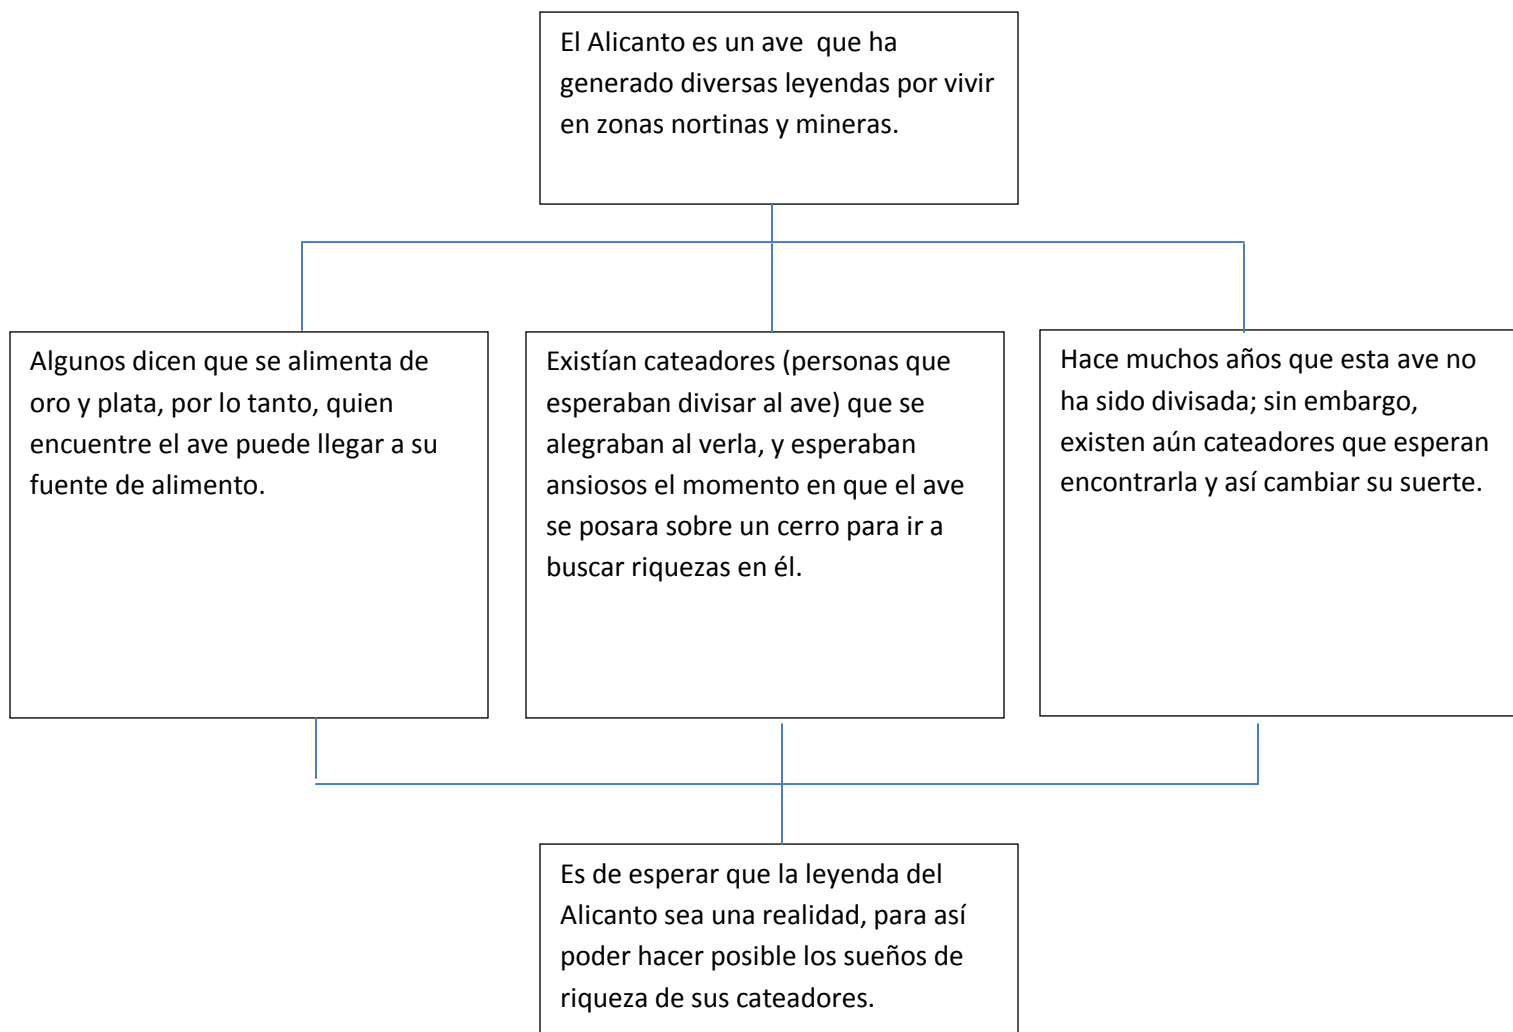 El Alicanto es un ave  que ha
generado diversas leyendas por vivir
en zonas nortinas y mineras.
Algunos dicen que se alimenta de
oro y plata, por lo tanto, quien
encuentre el ave puede llegar a su
fuente de alimento.
Existían cateadores (personas que
esperaban divisar al ave) que se
alegraban al verla, y esperaban
ansiosos el momento en que el ave
se posara sobre un cerro para ir a
buscar riquezas en él.
Hace muchos años que esta ave no
ha sido divisada; sin embargo,
existen aún cateadores que esperan
encontrarla y así cambiar su suerte.
Es de esperar que la leyenda del
Alicanto sea una realidad, para así
poder hacer posible los sueños de
riqueza de sus cateadores.